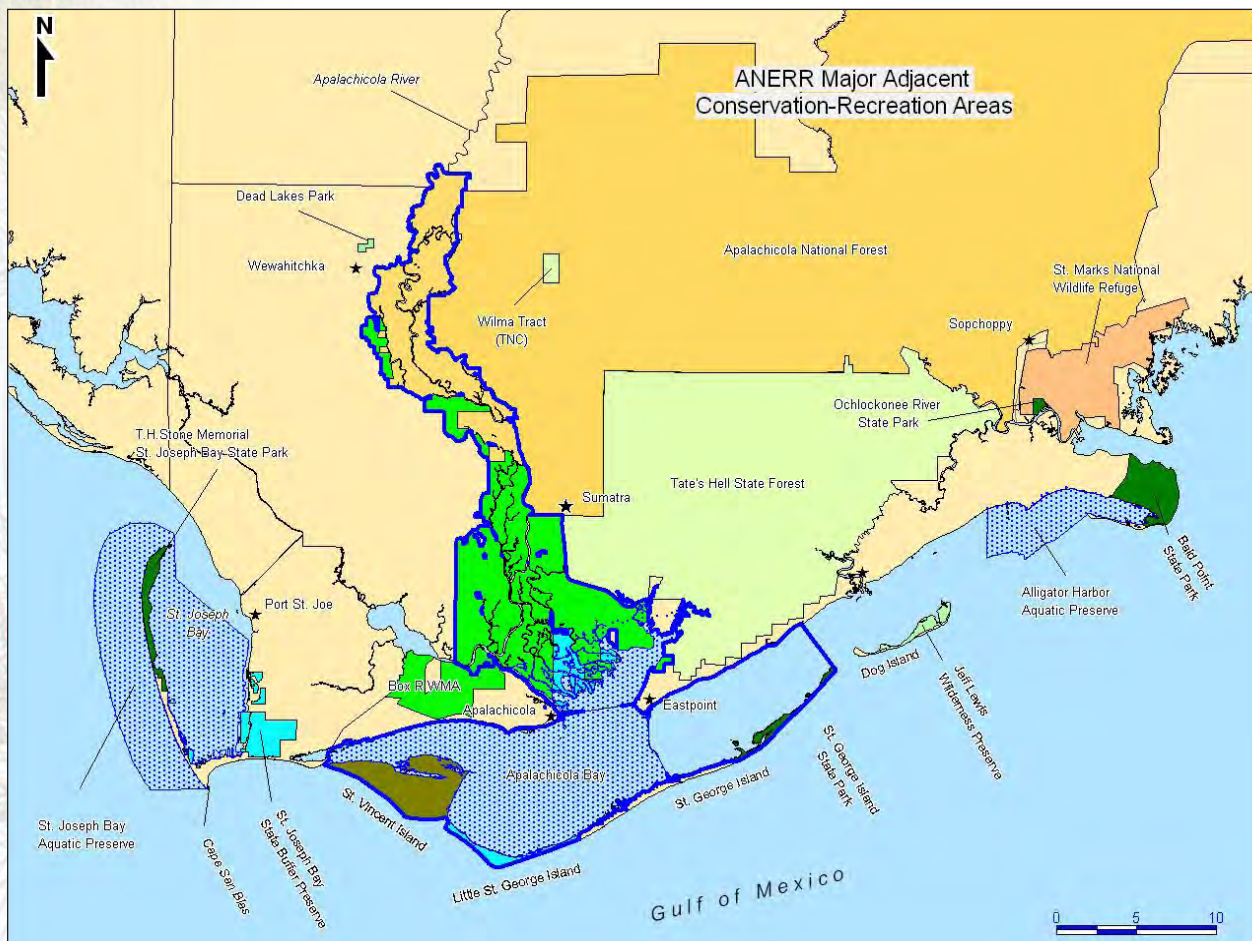 N
ANERR Major Adjacent
Conservation-Recreation Areas
Apalachicola River
Dead Lakes Park
Wewahitchka
Apalachicola National Forest
St. Marks National
Wildlife Refuge
Wilma Tract
(TNC)
Sopchoppy
Ochlockonee River
State Park
T.H.Stone Memorial
St. Joseph Bay State Park
Sumatra
Tate's Hell State Forest
Bald Point
State Park
Alligator Harbor
Aquatic Preserve
St. Joseph
Bay
Port St. Joe
Box R WMA
Apalachicola
Eastpoint
Dog Island
Jeff Lewis
Wilderness Preserve
St. George Island
State Park
St. George Island
Apalachicola Bay
St. Vincent Island
Little St. George Island
St. Joseph Bay
Aquatic Preserve
Cape San Blas
St. Joseph Bay
State Buffer Preserve
Gulf of Mexico
0 5 10